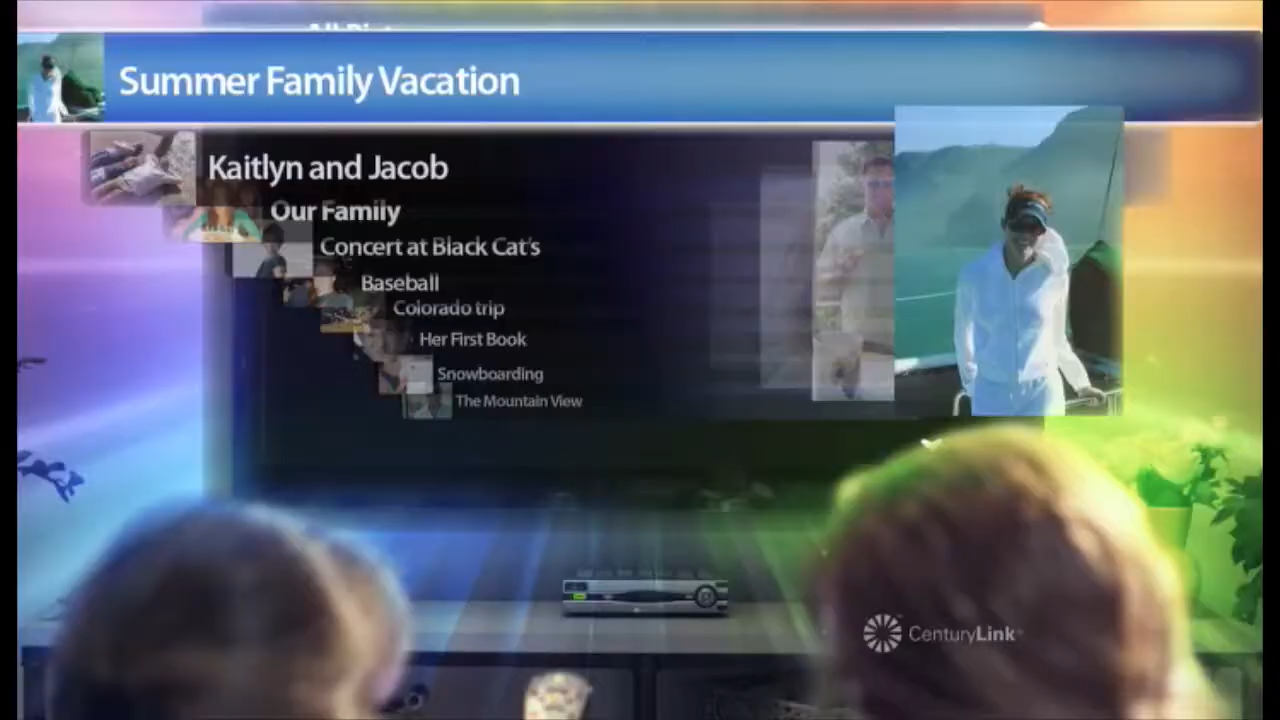 Summer Family Vacation
Kaitlyn and Jacob
Our Family
Concert at Black Cat's
Baseball
Colorado trip
Her First Book
Snowboarding
The Mountain View
CenturyLink